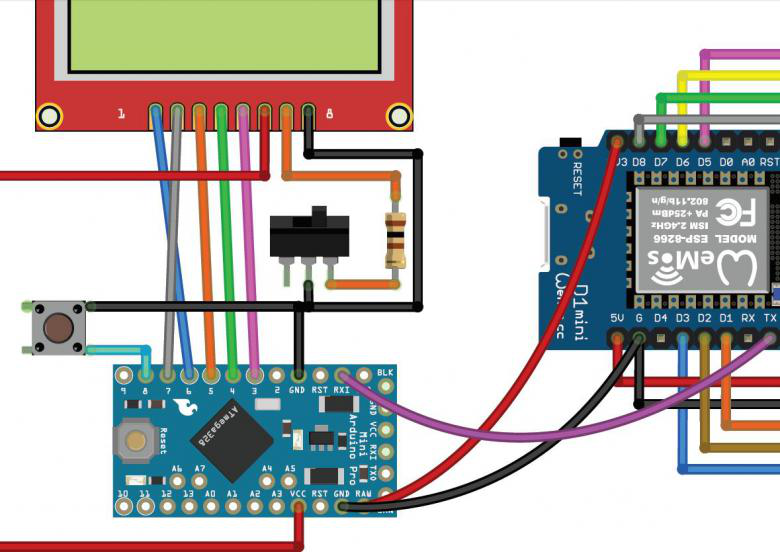 1 8
RESET
V3 D8 D7 D6 D5 D0 A0 RST
MODEL ESP-8266
ISM 2.4GHz
PA +25dBm
802.11b/g/n
FC
WeMos
D1 mini
5V G D4 D3 D2 D1 RX TX
9 8 7 6 5 4 3 2 GND RST RXI
BLK
GND
VCC
RXI
TXO
ATmega328
Arduino Pro
Mini
Reset
A6 A7 A4 A5
10 11 12 13 A0 A1 A2 A3 VCC RST GND RAW